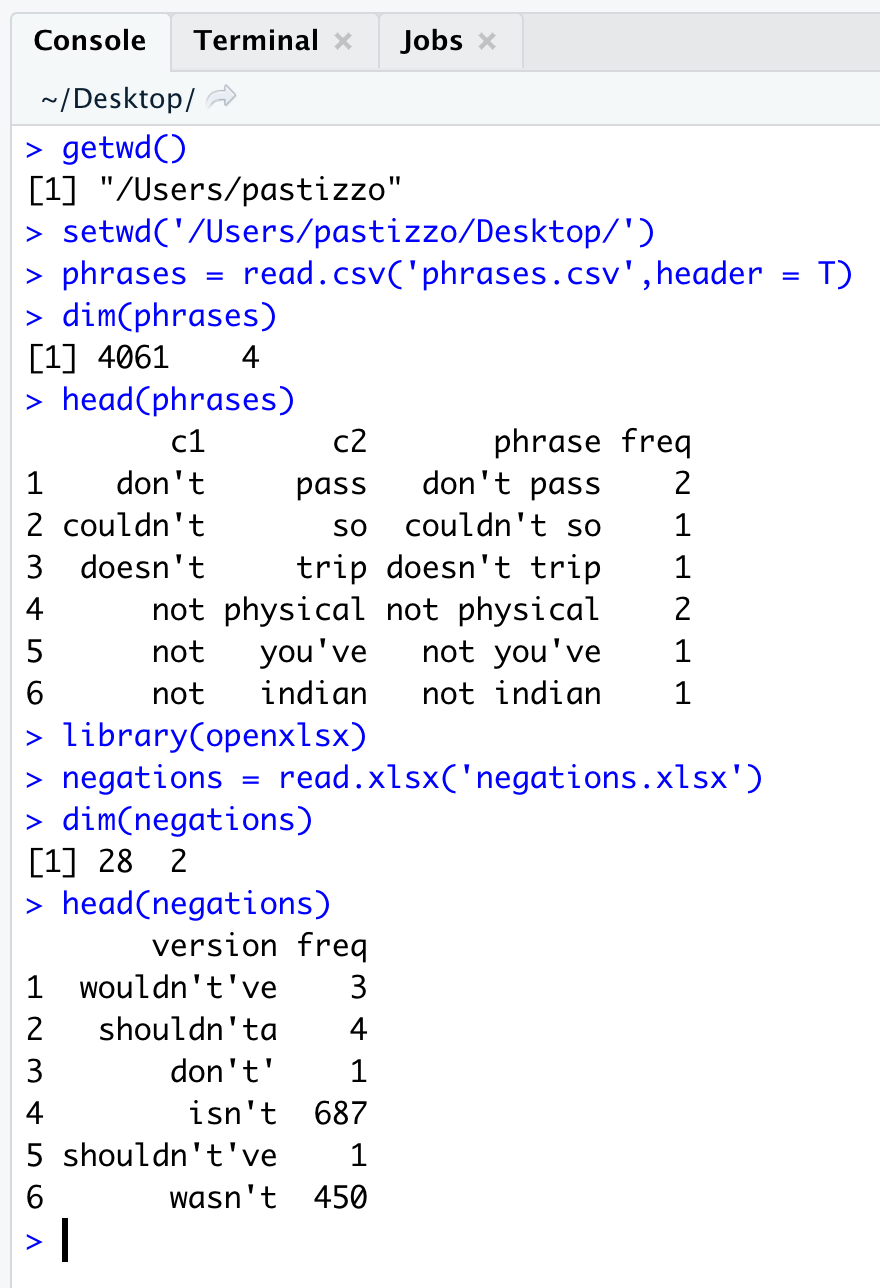 Console Terminal × Jobs ×
~/Desktop/
> getwd()
[1] "/Users/pastizzo"
> setwd('/Users/pastizzo/Desktop/')
> phrases = read.csv('phrases.csv',header = T)
> dim(phrases)
[1] 4061    4
> head(phrases)
        c1       c2         phrase freq
1    don't     pass     don't pass    2
2 couldn't       so    couldn't so    1
3  doesn't     trip   doesn't trip    1
4      not physical   not physical    2
5      not   you've     not you've    1
6      not   indian     not indian    1
> library(openxlsx)
> negations = read.xlsx('negations.xlsx')
> dim(negations)
[1] 28  2
> head(negations)
       version freq
1   wouldn't've    3
2    shouldn'ta    4
3        don't'    1
4         isn't  687
5  shouldn't've    1
6        wasn't  450
>